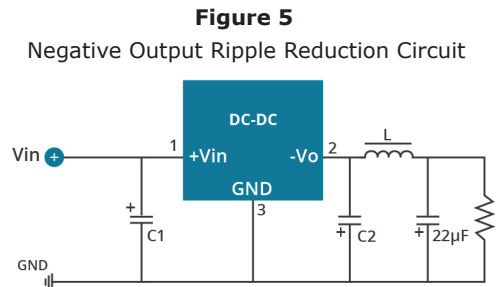 Figure 5
Negative Output Ripple Reduction Circuit
DC-DC
L
Vin + 1 +Vin -Vo 2
GND
3
+ C1 + C2 + 22µF
GND